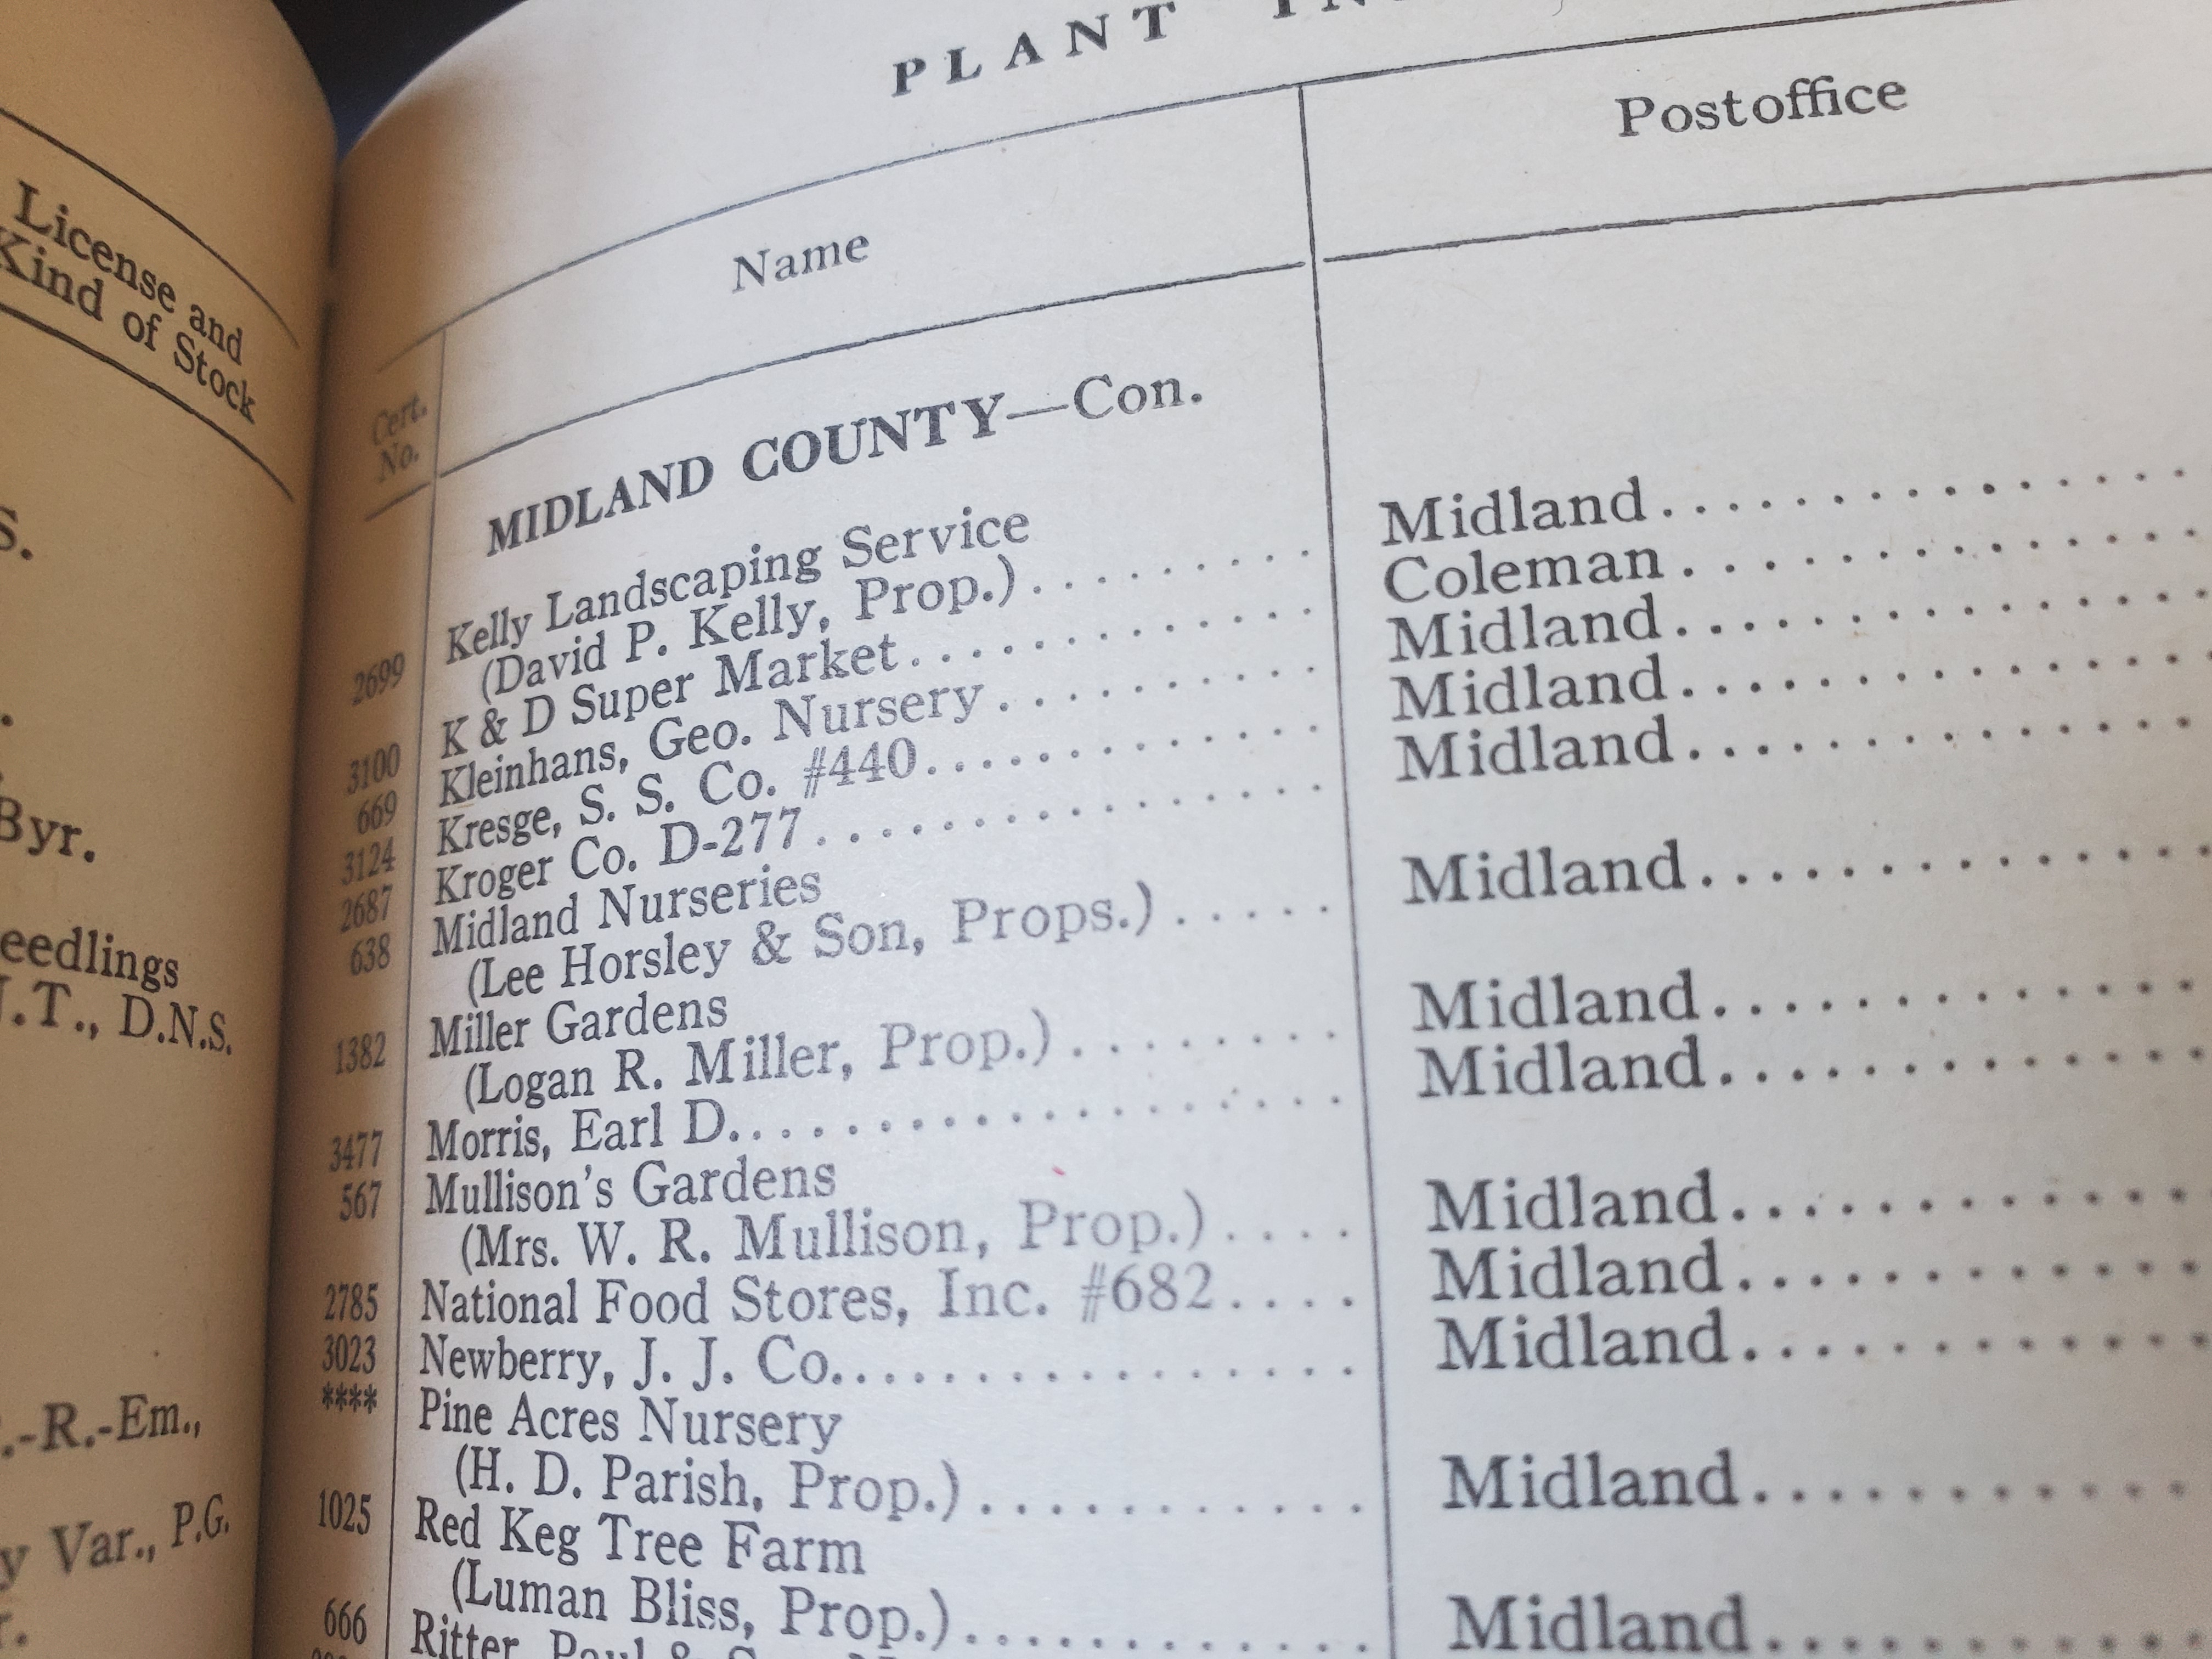 License and
Kind of Stock
S.
Byr.
D.N.S.
-R.-Em.,
Var., P.G.
PLANT
Cert.
No.
Name
Postoffice
MIDLAND COUNTY—Con.
Kelly Landscaping Service
2699 (David P. Kelly, Prop.).......... Midland..............
3100 K & D Super Market.............. Coleman..............
669 Kleinhans, Geo. Nursery........... Midland..............
3124 Kresge, S. S. Co. #440............. Midland..............
2687 Kroger Co. D-277................. Midland..............
638 Midland Nurseries
(Lee Horsley & Son, Props.)..... Midland..............
1382 Miller Gardens
(Logan R. Miller, Prop.)........ Midland..............
3477 Morris, Earl D................... Midland..............
567 Mullison's Gardens
(Mrs. W. R. Mullison, Prop.).... Midland..............
2785 National Food Stores, Inc. #682.... Midland..............
3023 Newberry, J. J. Co................ Midland..............
**** Pine Acres Nursery
(H. D. Parish, Prop.)............ Midland..............
1025 Red Keg Tree Farm
(Luman Bliss, Prop.)............ Midland..............
666 Ritter, Paul &